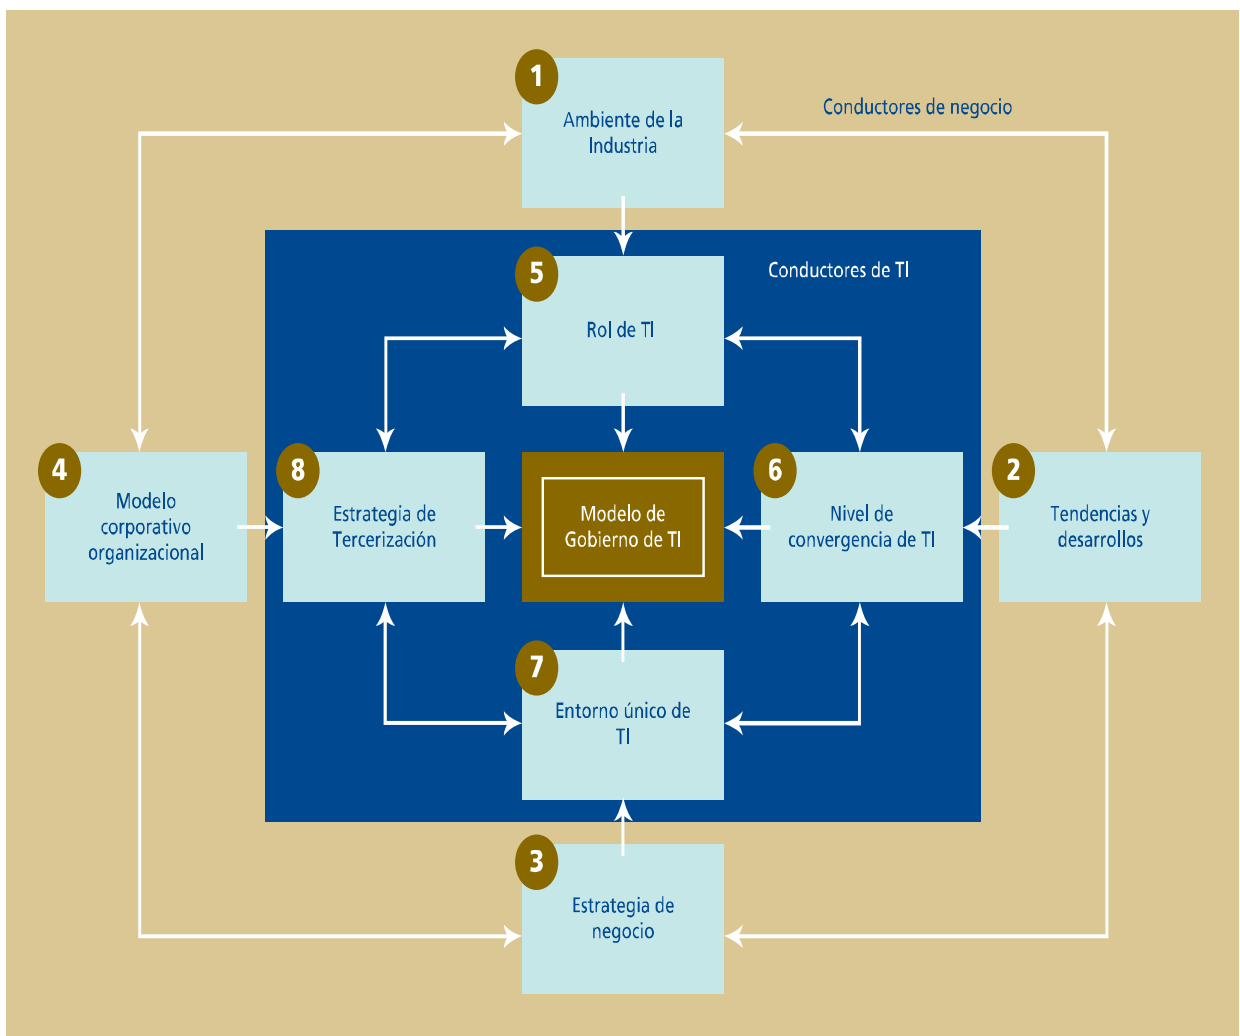 1
Ambiente de la
Industria
Conductores de negocio
5
Rol de TI
Conductores de TI
4
Modelo
corporativo
organizacional
8
Estrategia de
Tercerización
Modelo de
Gobierno de TI
6
Nivel de
convergencia de TI
2
Tendencias y
desarrollos
7
Entorno único de
TI
3
Estrategia de
negocio